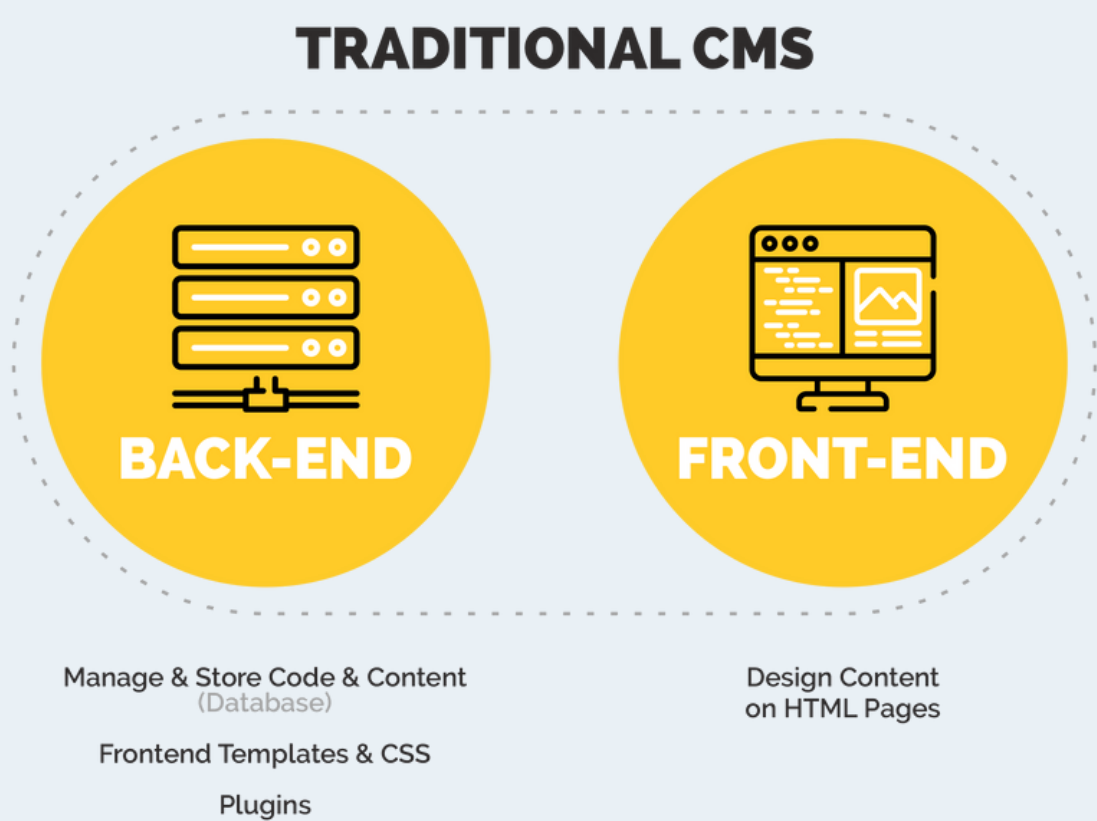 TRADITIONAL CMS
BACK-END
FRONT-END
Manage & Store Code & Content
(Database)
Frontend Templates & CSS
Plugins
Design Content
on HTML Pages